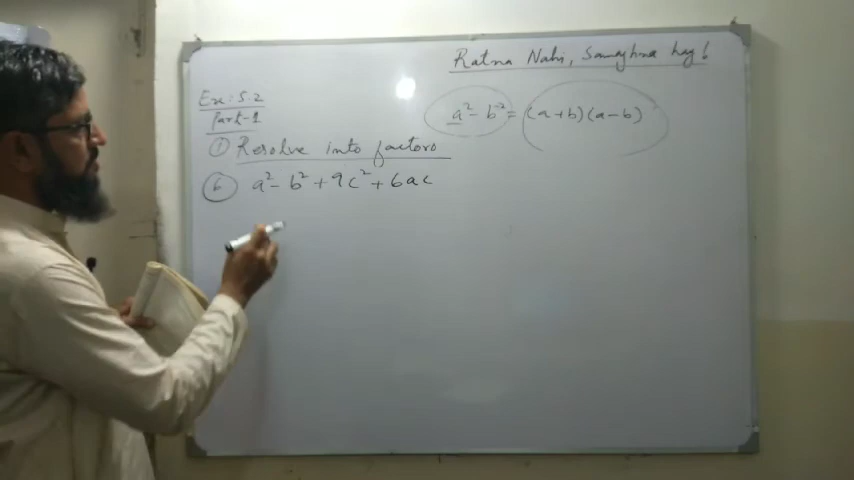 Ratna Nahi, Samajhna hay!
Ex: 5.2
Part-1
a² - b² = (a+b)(a-b)
① Resolve into factors
⑥ a² - b² + 9c² + 6ac